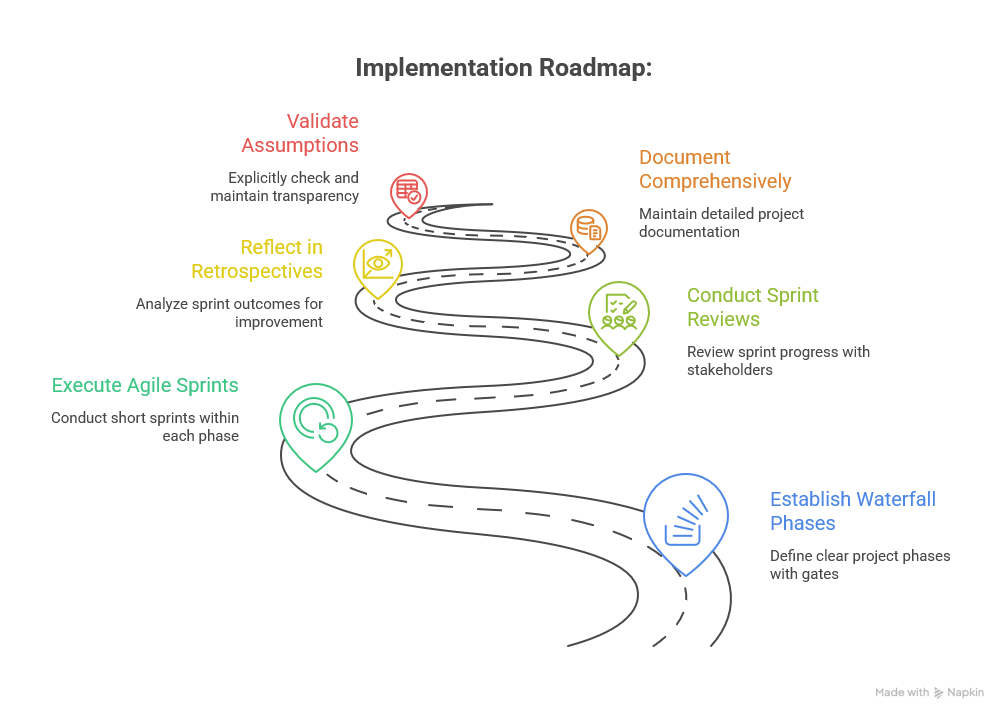 Implementation Roadmap:
Validate
Assumptions
Explicitly check and
maintain transparency
Document
Comprehensively
Maintain detailed project
documentation
Reflect in
Retrospectives
Analyze sprint outcomes for
improvement
Conduct Sprint
Reviews
Review sprint progress with
stakeholders
Execute Agile Sprints
Conduct short sprints within
each phase
Establish Waterfall
Phases
Define clear project phases
with gates
Made with Napkin